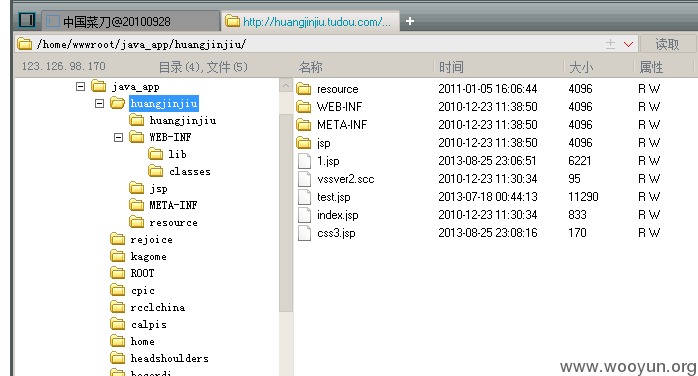 中国菜刀@20100928 http://huangjinjiu.tudou.com/... +
/home/wwwroot/java_app/huangjinjiu/ 读取
123.126.98.170 目录(4),文件(5) 名称 时间 大小 属性
java_app
huangjinjiu
huangjinjiu
WEB-INF
lib
classes
jsp
META-INF
resource
rejoice
kagome
ROOT
cpic
rcclchina
calpis
home
headshoulders
resource 2011-01-05 16:06:44 4096 R W
WEB-INF 2010-12-23 11:38:50 4096 R W
META-INF 2010-12-23 11:38:50 4096 R W
jsp 2010-12-23 11:38:50 4096 R W
1.jsp 2013-08-25 23:06:51 6221 R W
vssver2.scc 2010-12-23 11:30:34 95 R W
test.jsp 2013-07-18 00:44:13 11290 R W
index.jsp 2010-12-23 11:30:34 833 R W
css3.jsp 2013-08-25 23:08:16 170 R W
www.wooyun.org